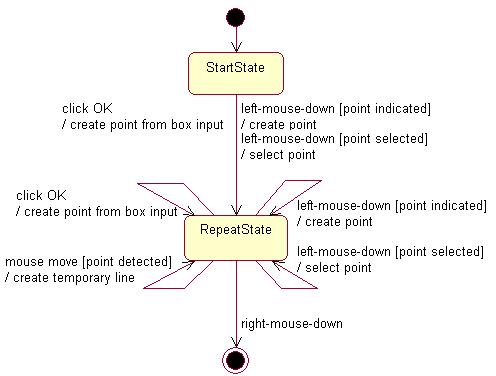 StartState
click OK
/ create point from box input
left-mouse-down [point indicated]
/ create point
left-mouse-down [point selected]
/ select point
click OK
/ create point from box input
left-mouse-down [point indicated]
/ create point
RepeatState
mouse move [point detected]
/ create temporary line
left-mouse-down [point selected]
/ select point
right-mouse-down